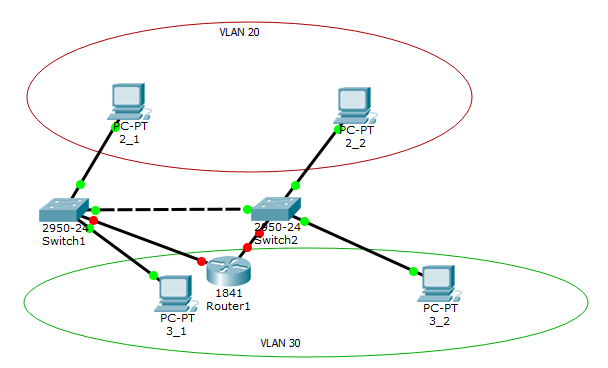 VLAN 20
PC-PT
2_1
PC-PT
2_2
2950-24
Switch1
2950-24
Switch2
1841
Router1
PC-PT
3_1
PC-PT
3_2
VLAN 30